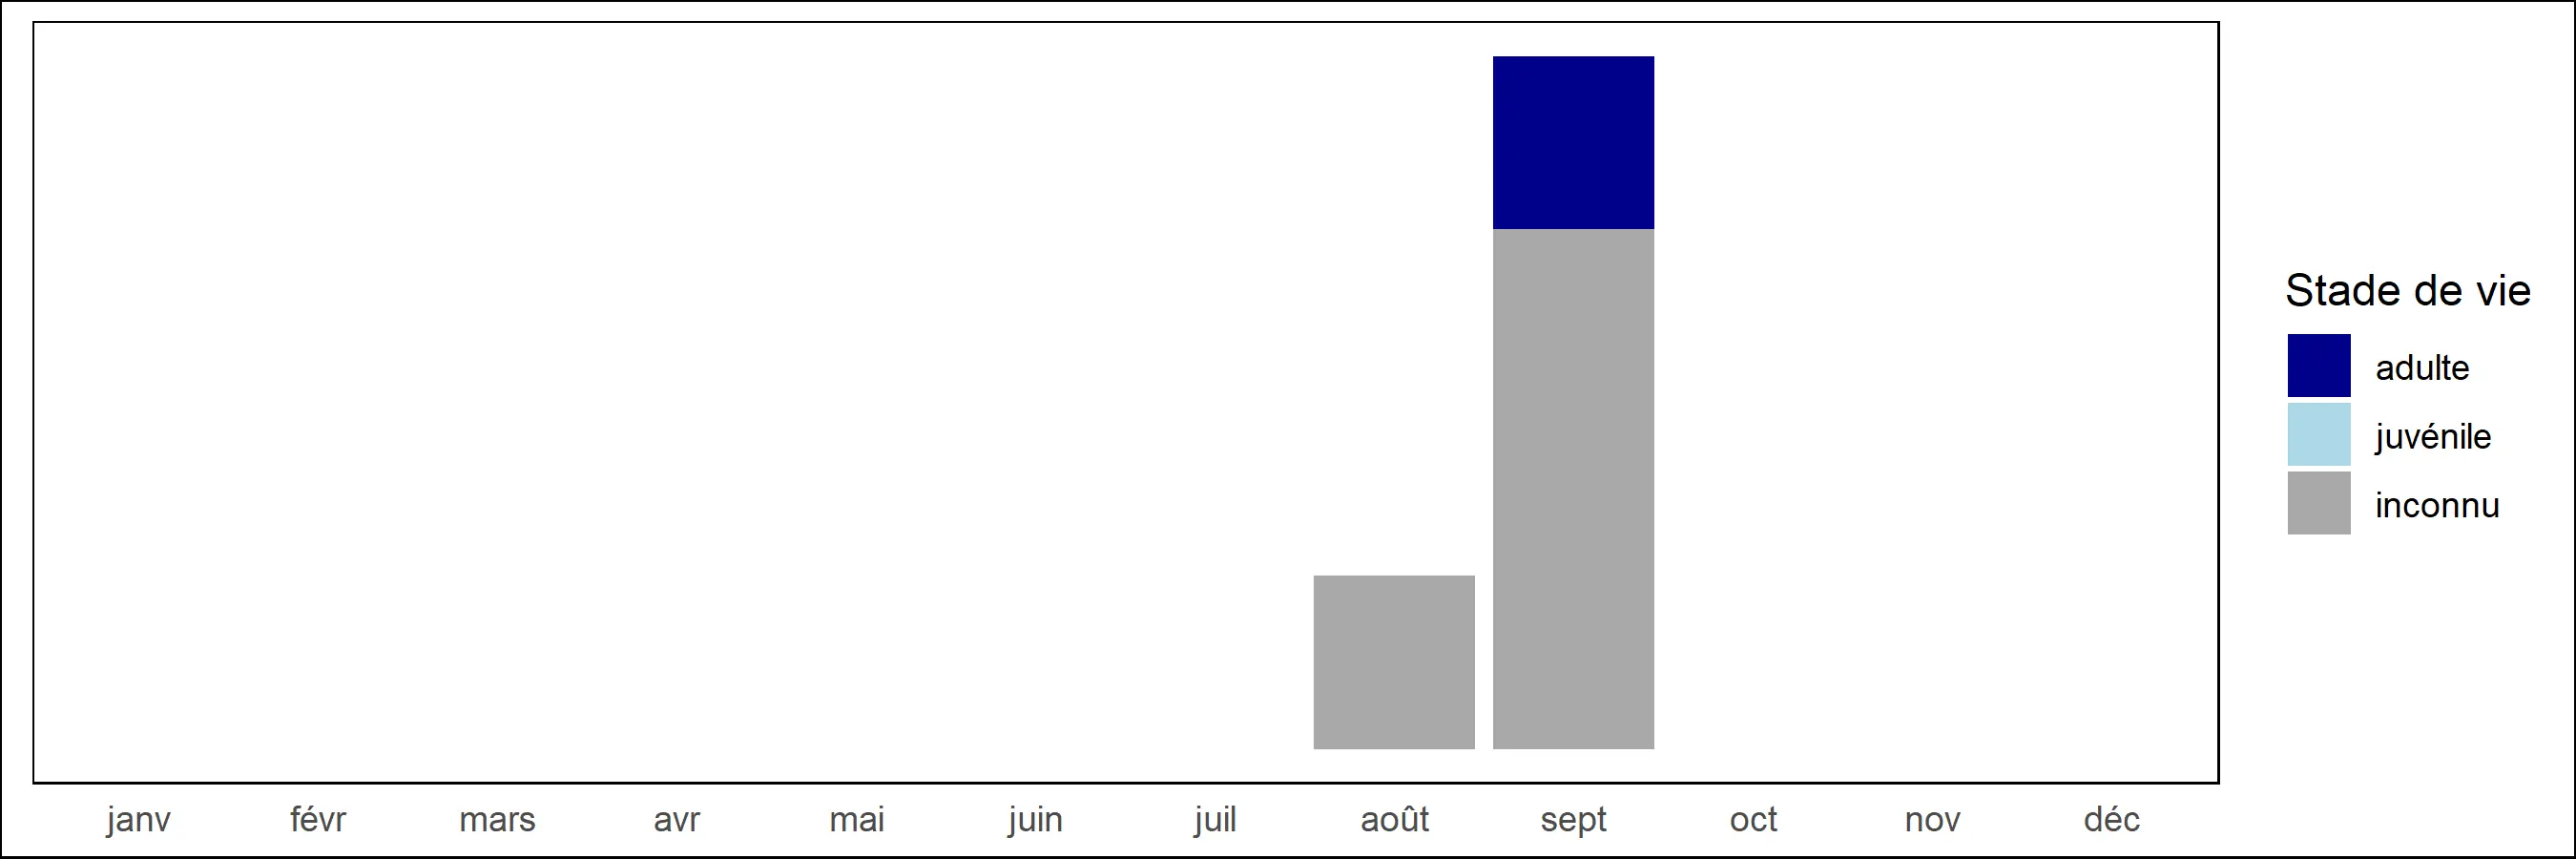 Stade de vie
adulte
juvénile
inconnu
janv févr mars avr mai juin juil août sept oct nov déc